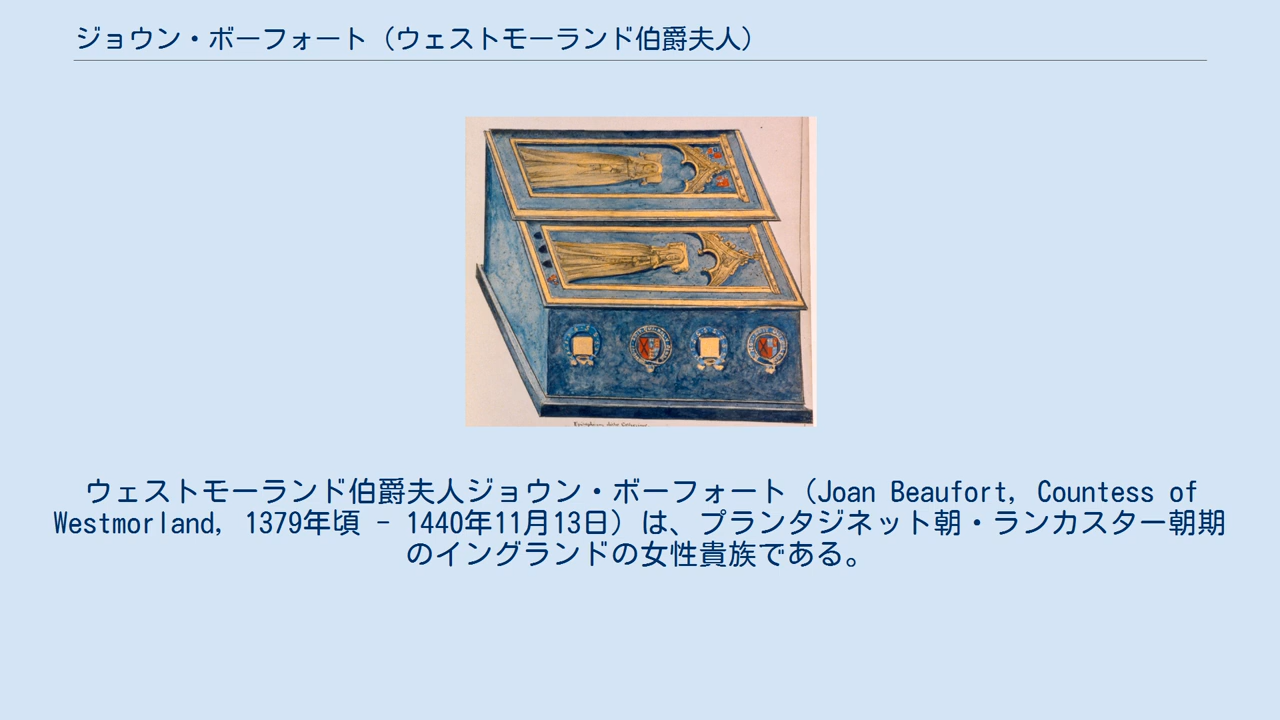 ジョウン・ボーフォート（ウェストモーランド伯爵夫人）
ウェストモーランド伯爵夫人ジョウン・ボーフォート（Joan Beaufort, Countess of
Westmorland, 1379年頃 - 1440年11月13日）は、プランタジネット朝・ランカスター朝期
のイングランドの女性貴族である。